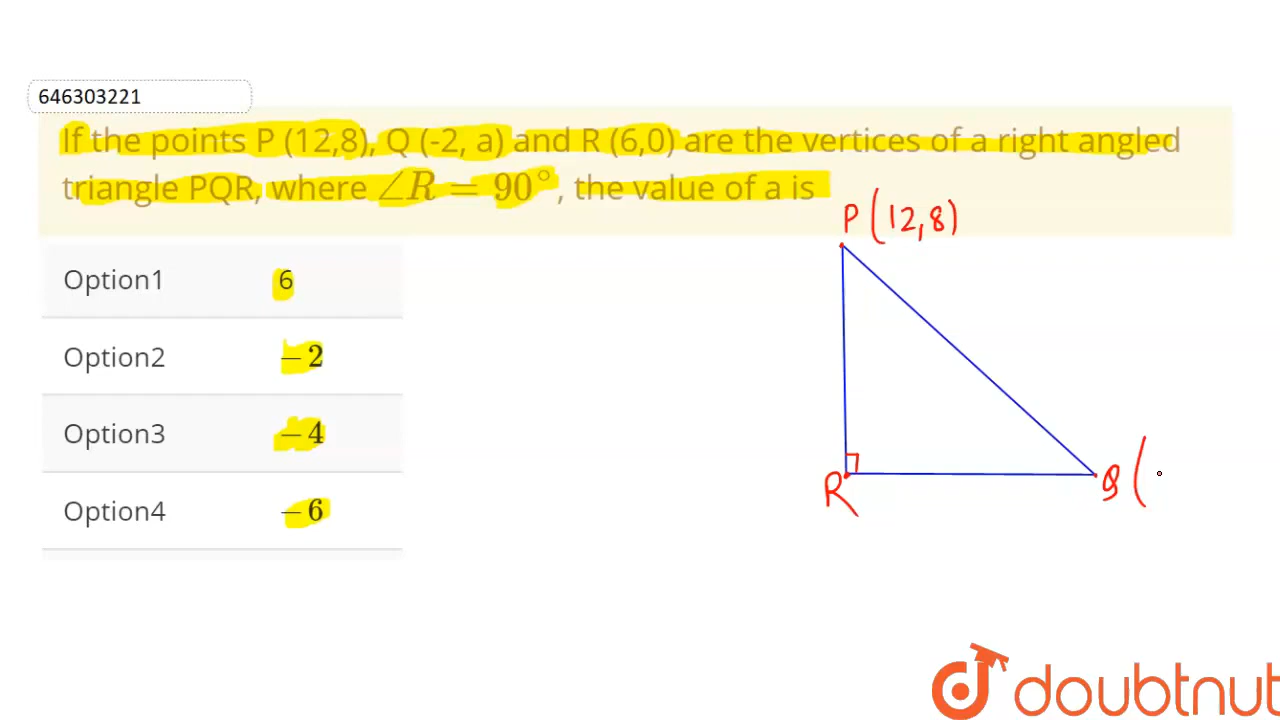 646303221
If the points P (12,8), Q (-2, a) and R (6,0) are the vertices of a right angled
triangle PQR, where ∠R = 90°, the value of a is
P (12,8)
Option1 6
Option2 −2
Option3 −4
R Q (
Option4 −6
doubtnut